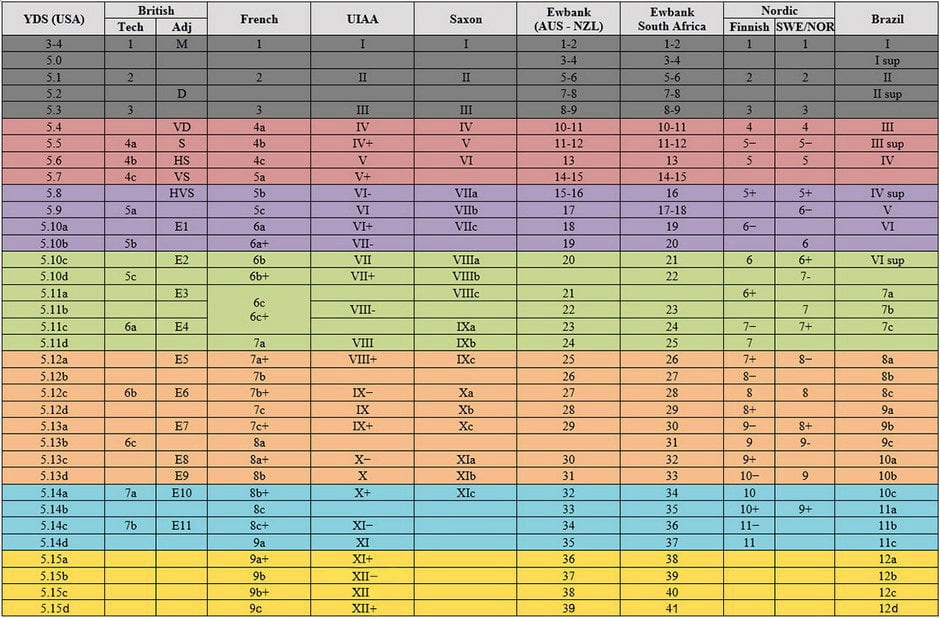 YDS (USA) British French UIAA Saxon Ewbank (AUS - NZL) Ewbank South Africa Nordic Brazil
Tech Adj Finnish SWE/NOR
3-4 1 M 1 I I 1-2 1-2 1 1 I
5.0 3-4 3-4 I sup
5.1 2 2 II II 5-6 5-6 2 2 II
5.2 D 7-8 7-8 II sup
5.3 3 3 III III 8-9 8-9 3 3
5.4 VD 4a IV IV 10-11 10-11 4 4 III
5.5 4a S 4b IV+ V 11-12 11-12 5− 5− III sup
5.6 4b HS 4c V VI 13 13 5 5 IV
5.7 4c VS 5a V+ 14-15 14-15
5.8 HVS 5b VI- VIIa 15-16 16 5+ 5+ IV sup
5.9 5a 5c VI VIIb 17 17-18 6− V
5.10a E1 6a VI+ VIIc 18 19 6− VI
5.10b 5b 6a+ VII- 19 20 6
5.10c E2 6b VII VIIIa 20 21 6 6+ VI sup
5.10d 5c 6b+ VII+ VIIIb 22 7-
5.11a E3 6c VIIIc 21 6+ 7a
5.11b 6c+ VIII- 22 23 7 7b
5.11c 6a E4 IXa 23 24 7− 7+ 7c
5.11d 7a VIII IXb 24 25 7
5.12a E5 7a+ VIII+ IXc 25 26 7+ 8− 8a
5.12b 7b 26 27 8− 8b
5.12c 6b E6 7b+ IX− Xa 27 28 8 8 8c
5.12d 7c IX Xb 28 29 8+ 9a
5.13a E7 7c+ IX+ Xc 29 30 9− 8+ 9b
5.13b 6c 8a 31 9 9- 9c
5.13c E8 8a+ X− XIa 30 32 9+ 10a
5.13d E9 8b X XIb 31 33 10− 9 10b
5.14a 7a E10 8b+ X+ XIc 32 34 10 10c
5.14b 8c 33 35 10+ 9+ 11a
5.14c 7b E11 8c+ XI− 34 36 11− 11b
5.14d 9a XI 35 37 11 11c
5.15a 9a+ XI+ 36 38 12a
5.15b 9b XII− 37 39 12b
5.15c 9b+ XII 38 40 12c
5.15d 9c XII+ 39 41 12d